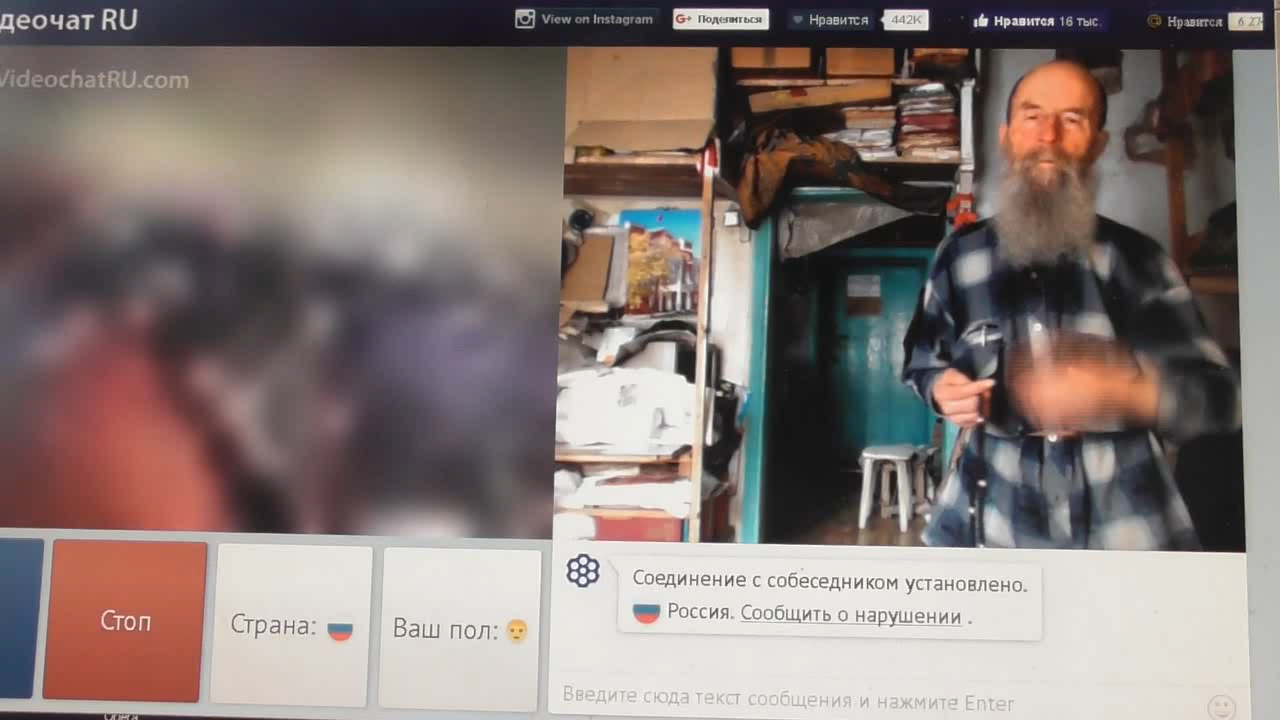 деочат RU
View on Instagram
G+ Поделиться
Нравится 442K
Нравится 16 тыс.
Нравится
VideochatRU.com
Стоп
Страна:
Ваш пол:
Соединение с собеседником установлено.
Россия. Сообщить о нарушении .
Введите сюда текст сообщения и нажмите Enter